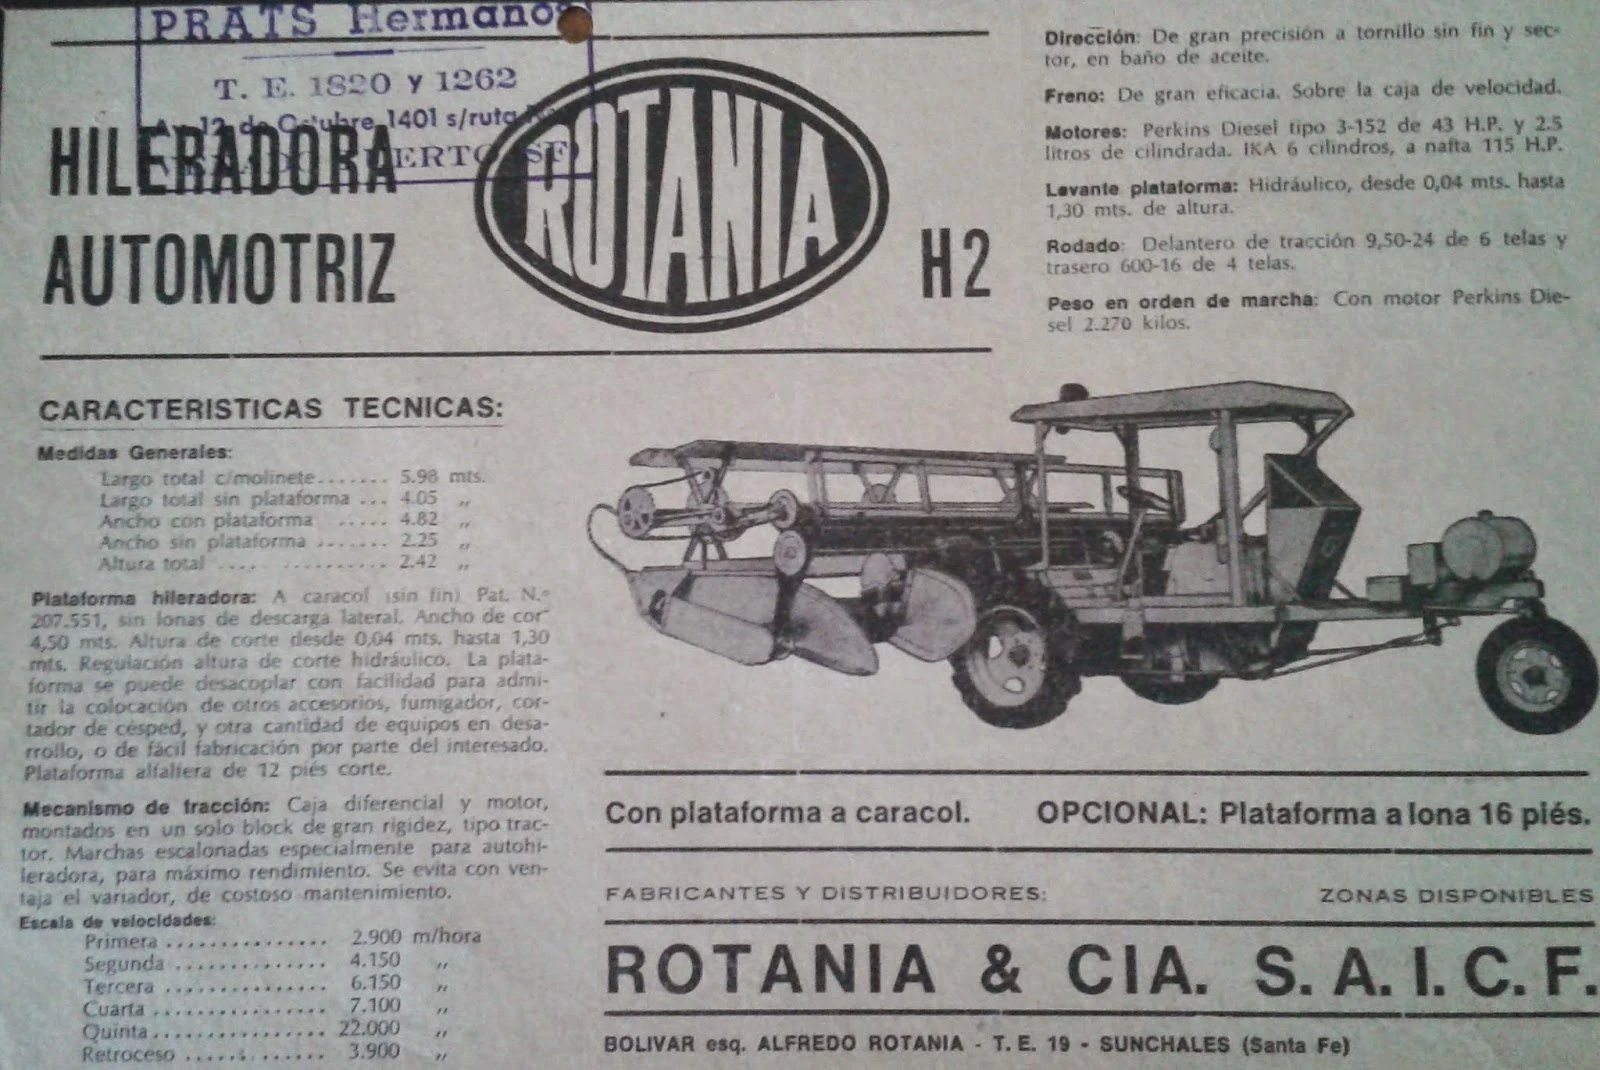 PRATS Hermanos
T. E. 1820 Y 1262
Av. 12 de Octubre 1401 s/ruta
HILERADORA
AUTOMOTRIZ
ROTANIA
H2
Dirección: De gran precisión a tornillo sin fin y sec-
tor, en baño de aceite.
Freno: De gran eficacia. Sobre la caja de velocidad.
Motores: Perkins Diesel tipo 3-152 de 43 H.P. y 2.5
litros de cilindrada. IKA 6 cilindros, a nafta 115 H.P.
Levante plataforma: Hidráulico, desde 0,04 mts. hasta
1,30 mts. de altura.
Rodado: Delantero de tracción 9,50-24 de 6 telas y
trasero 600-16 de 4 telas.
Peso en orden de marcha: Con motor Perkins Die-
sel 2.270 kilos.
CARACTERISTICAS TECNICAS:
Medidas Generales:
Largo total c/molinete....... 5.98 mts.
Largo total sin plataforma ... 4.05 ,,
Ancho con plataforma ..... 4.82 ,,
Ancho sin plataforma ....... 2.25 ,,
Altura total .... .......... 2.42 ,,
Plataforma hileradora: A caracol (sin fin) Pat. N.º
207.551, sin lonas de descarga lateral. Ancho de cor
4,50 mts. Altura de corte desde 0,04 mts. hasta 1,30
mts. Regulación altura de corte hidráulico. La plata-
forma se puede desacoplar con facilidad para admi-
tir la colocación de otros accesorios, fumigador, cor-
tador de césped, y otra cantidad de equipos en desa-
rrollo, o de fácil fabricación por parte del interesado.
Plataforma alfalfera de 12 piés corte.
Mecanismo de tracción: Caja diferencial y motor,
montados en un solo block de gran rigidez, tipo trac-
tor. Marchas escalonadas especialmente para autohi-
leradora, para máximo rendimiento. Se evita con ven-
taja el variador, de costoso mantenimiento.
Escala de velocidades:
Primera ............... 2.900 m/hora
Segunda .............. 4.150 ,,
Tercera ............... 6.150 ,,
Cuarta ................ 7.100 ,,
Quinta ................ 22.000 ,,
Retroceso ............. 3.900 ,,
Con plataforma a caracol. OPCIONAL: Plataforma a lona 16 piés.
FABRICANTES Y DISTRIBUIDORES: ZONAS DISPONIBLES
ROTANIA & CIA. S. A. I. C. F.
BOLIVAR esq. ALFREDO ROTANIA - T. E. 19 - SUNCHALES (Santa Fe)